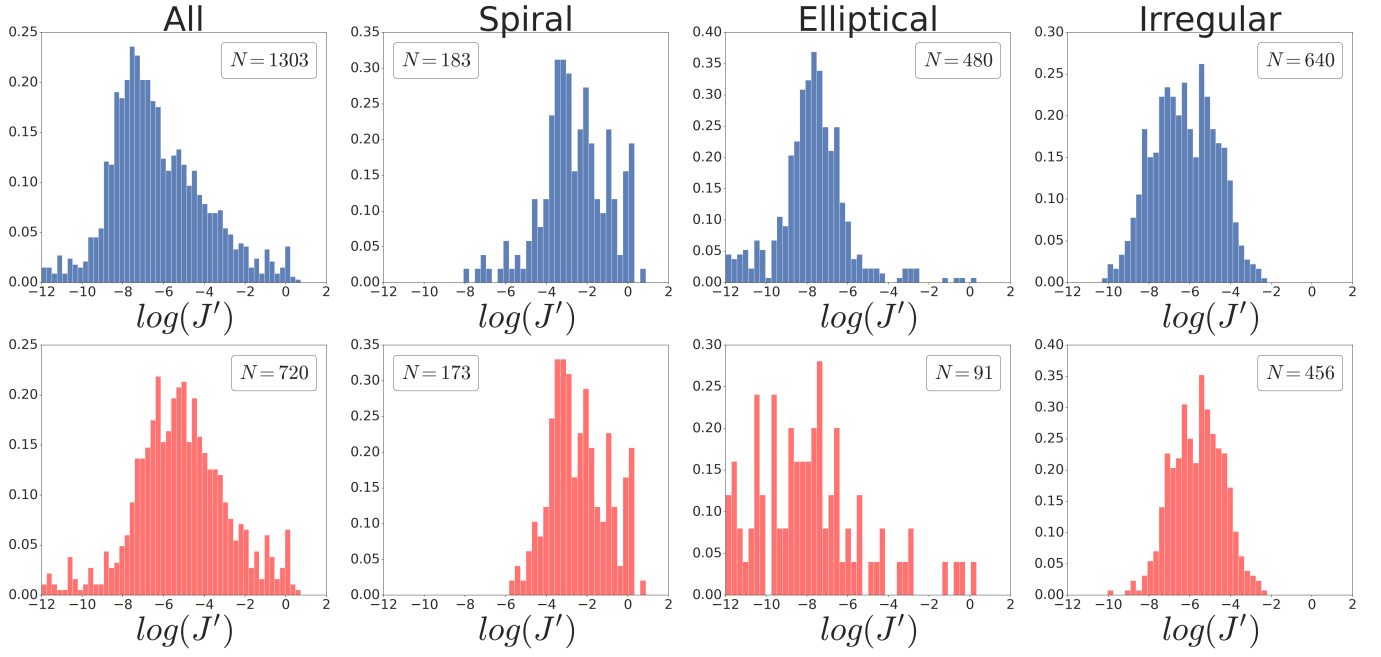 All Spiral Elliptical Irregular
0.25 0.35 0.40 0.30
N = 1303 N = 183 N = 480 N = 640
0.20 0.30 0.35 0.25
0.15 0.25 0.30 0.20
0.10 0.20 0.25 0.15
0.05 0.15 0.20 0.10
0.00 0.10 0.15 0.05
0.05 0.10 0.00
0.00 0.05
0.00
−12 −10 −8 −6 −4 −2 0 2 −12 −10 −8 −6 −4 −2 0 2 −12 −10 −8 −6 −4 −2 0 2 −12 −10 −8 −6 −4 −2 0 2
log(J′) log(J′) log(J′) log(J′)
0.25 0.35 0.30 0.40
N = 720 N = 173 N = 91 N = 456
0.20 0.30 0.25 0.35
0.15 0.25 0.20 0.30
0.10 0.20 0.15 0.25
0.05 0.15 0.10 0.20
0.00 0.10 0.05 0.15
0.05 0.00 0.10
0.00 0.05
0.00
−12 −10 −8 −6 −4 −2 0 2 −12 −10 −8 −6 −4 −2 0 2 −12 −10 −8 −6 −4 −2 0 2 −12 −10 −8 −6 −4 −2 0 2
log(J′) log(J′) log(J′) log(J′)